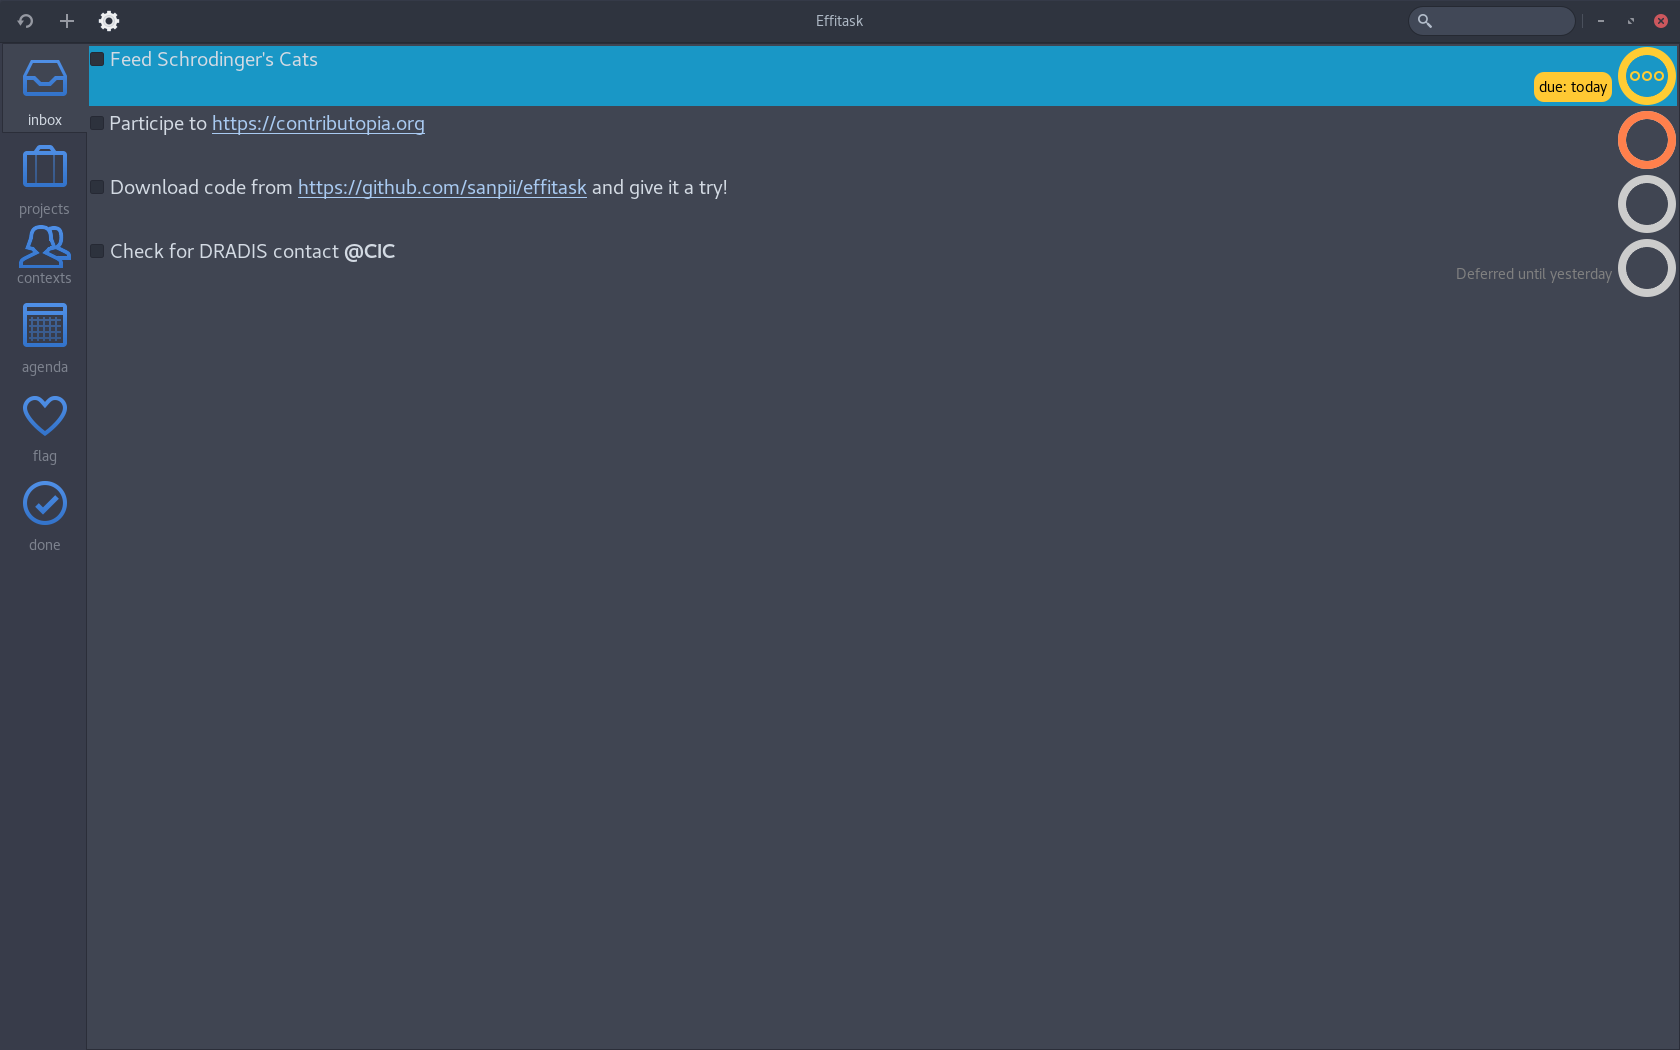 Effitask
inbox
projects
contexts
agenda
flag
done
Feed Schrodinger's Cats
due: today
Participe to https://contributopia.org
Download code from https://github.com/sanpii/effitask and give it a try!
Check for DRADIS contact @CIC
Deferred until yesterday